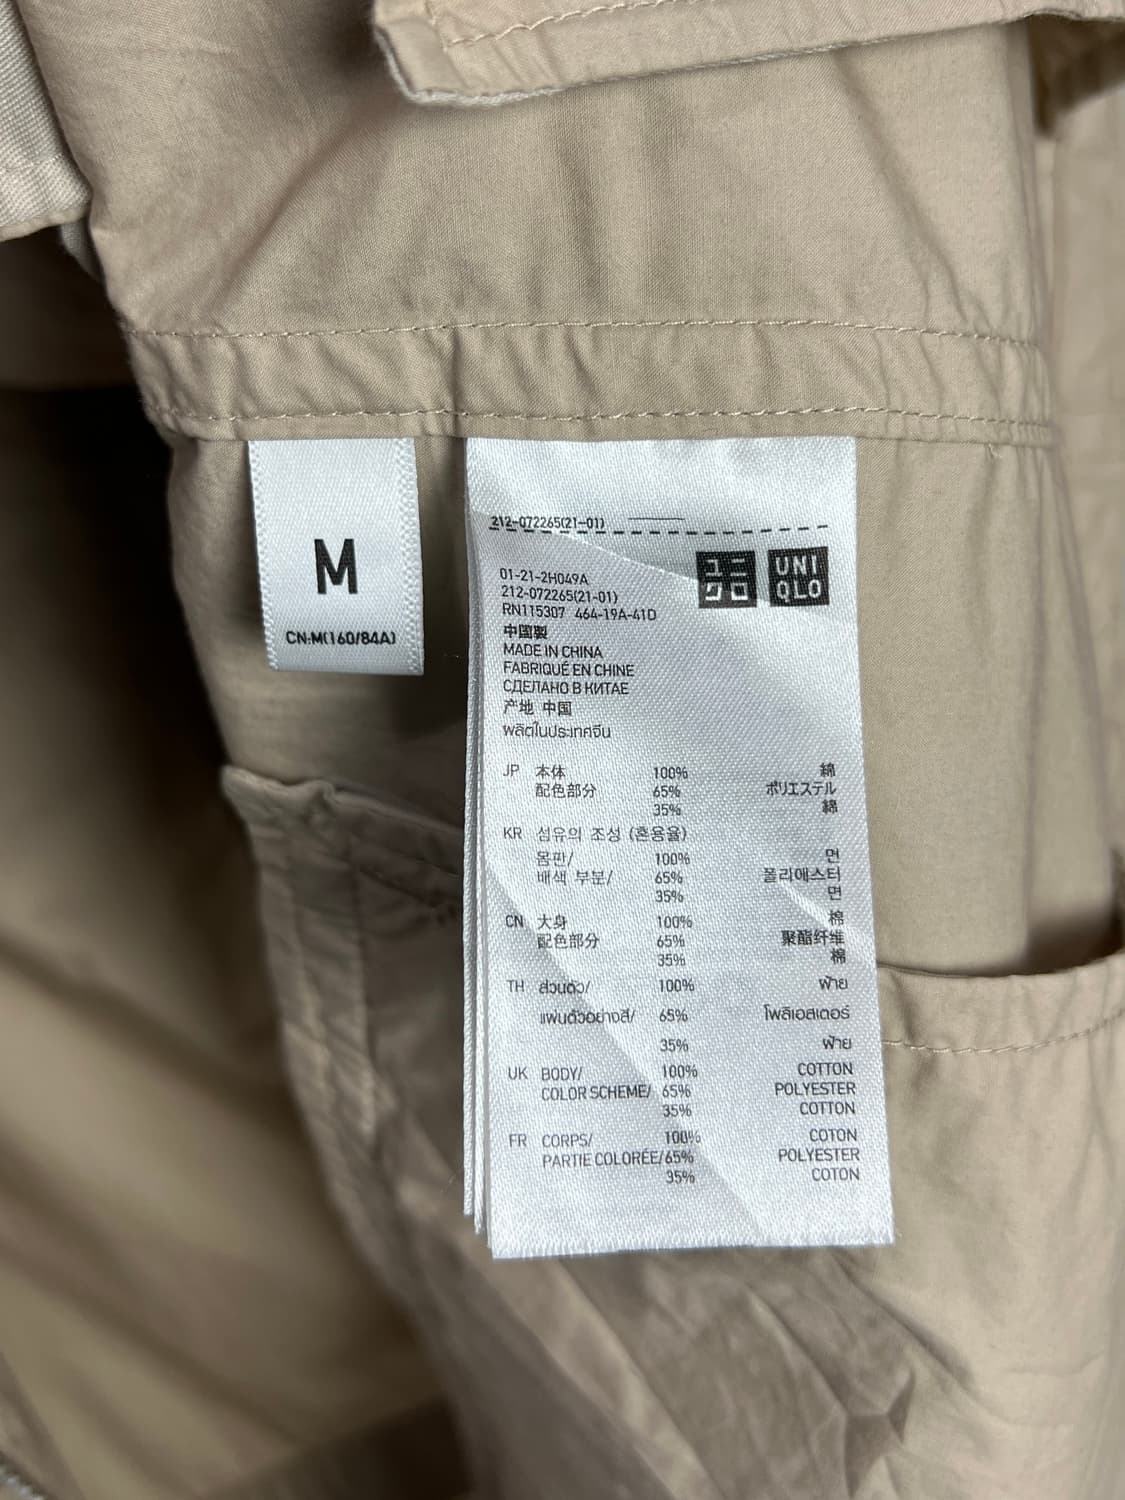 M
CN:M(160/84A)
212-072265(21-01)
ユニ
クロ
UNI
QLO
01-21-2H049A
212-072265(21-01)
RN115307 464-19A-41D
中国製
MADE IN CHINA
FABRIQUÉ EN CHINE
СДЕЛАНО В КИТАЕ
产地 中国
ผลิตในประเทศจีน
JP 本体 100% 綿
配色部分 65% ポリエステル
35% 綿
KR 섬유의 조성 (혼용율)
몸판/ 100% 면
배색 부분/ 65% 폴리에스터
35% 면
CN 大身 100% 棉
配色部分 65% 聚酯纤维
35% 棉
TH ส่วนตัว/ 100% ฝ้าย
แผ่นตัวอย่างสี/ 65% โพลิเอสเตอร์
35% ฝ้าย
UK BODY/ 100% COTTON
COLOR SCHEME/ 65% POLYESTER
35% COTTON
FR CORPS/ 100% COTON
PARTIE COLORÉE/ 65% POLYESTER
35% COTON